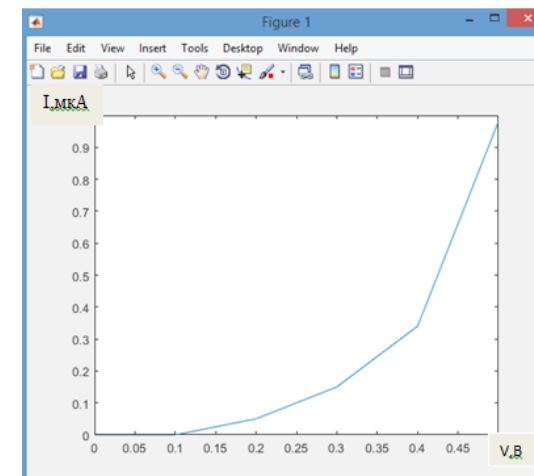 Figure 1
File Edit View Insert Tools Desktop Window Help
I,мкА
0.9
0.8
0.7
0.6
0.5
0.4
0.3
0.2
0.1
0
0 0.05 0.1 0.15 0.2 0.25 0.3 0.35 0.4 0.45
V,В